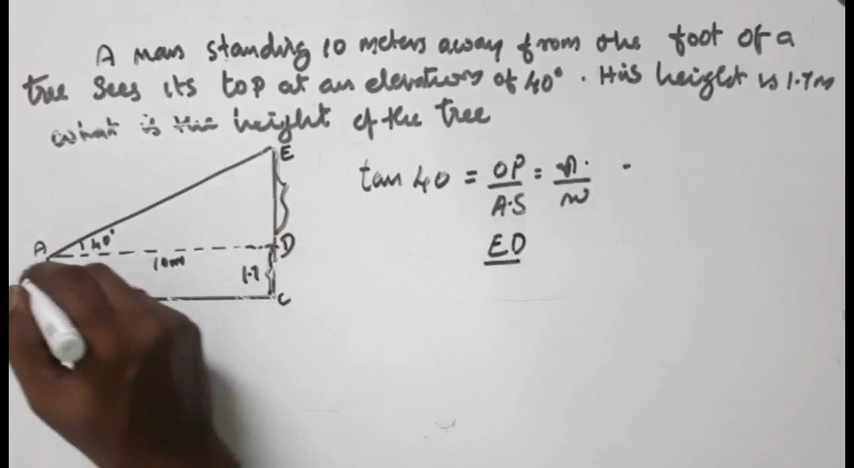 A man standing 10 meters away from the foot of a
tree sees its top at an elevation of 40°. His height is 1.7m
what is the height of the tree
E
tan 40 = OP/A·S =
A 40° D
10m
ED
1.7
C